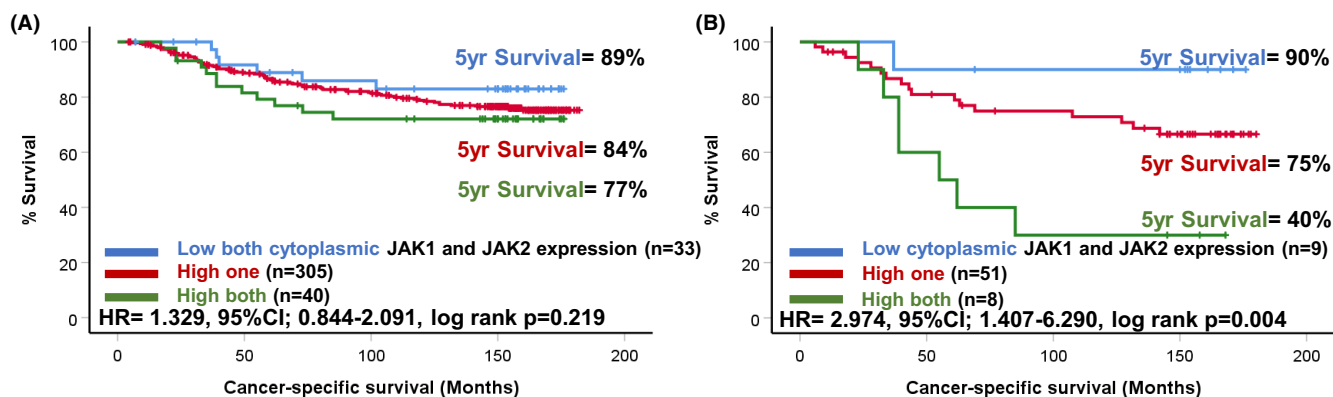 (A)
100
80
60
40
20
0
% Survival
5yr Survival= 89%
5yr Survival= 84%
5yr Survival= 77%
Low both cytoplasmic JAK1 and JAK2 expression (n=33)
High one (n=305)
High both (n=40)
HR= 1.329, 95%CI; 0.844-2.091, log rank p=0.219
0 50 100 150 200
Cancer-specific survival (Months)
(B)
100
80
60
40
20
0
% Survival
5yr Survival= 90%
5yr Survival= 75%
5yr Survival= 40%
Low cytoplasmic JAK1 and JAK2 expression (n=9)
High one (n=51)
High both (n=8)
HR= 2.974, 95%CI; 1.407-6.290, log rank p=0.004
0 50 100 150 200
Cancer-specific survival (Months)